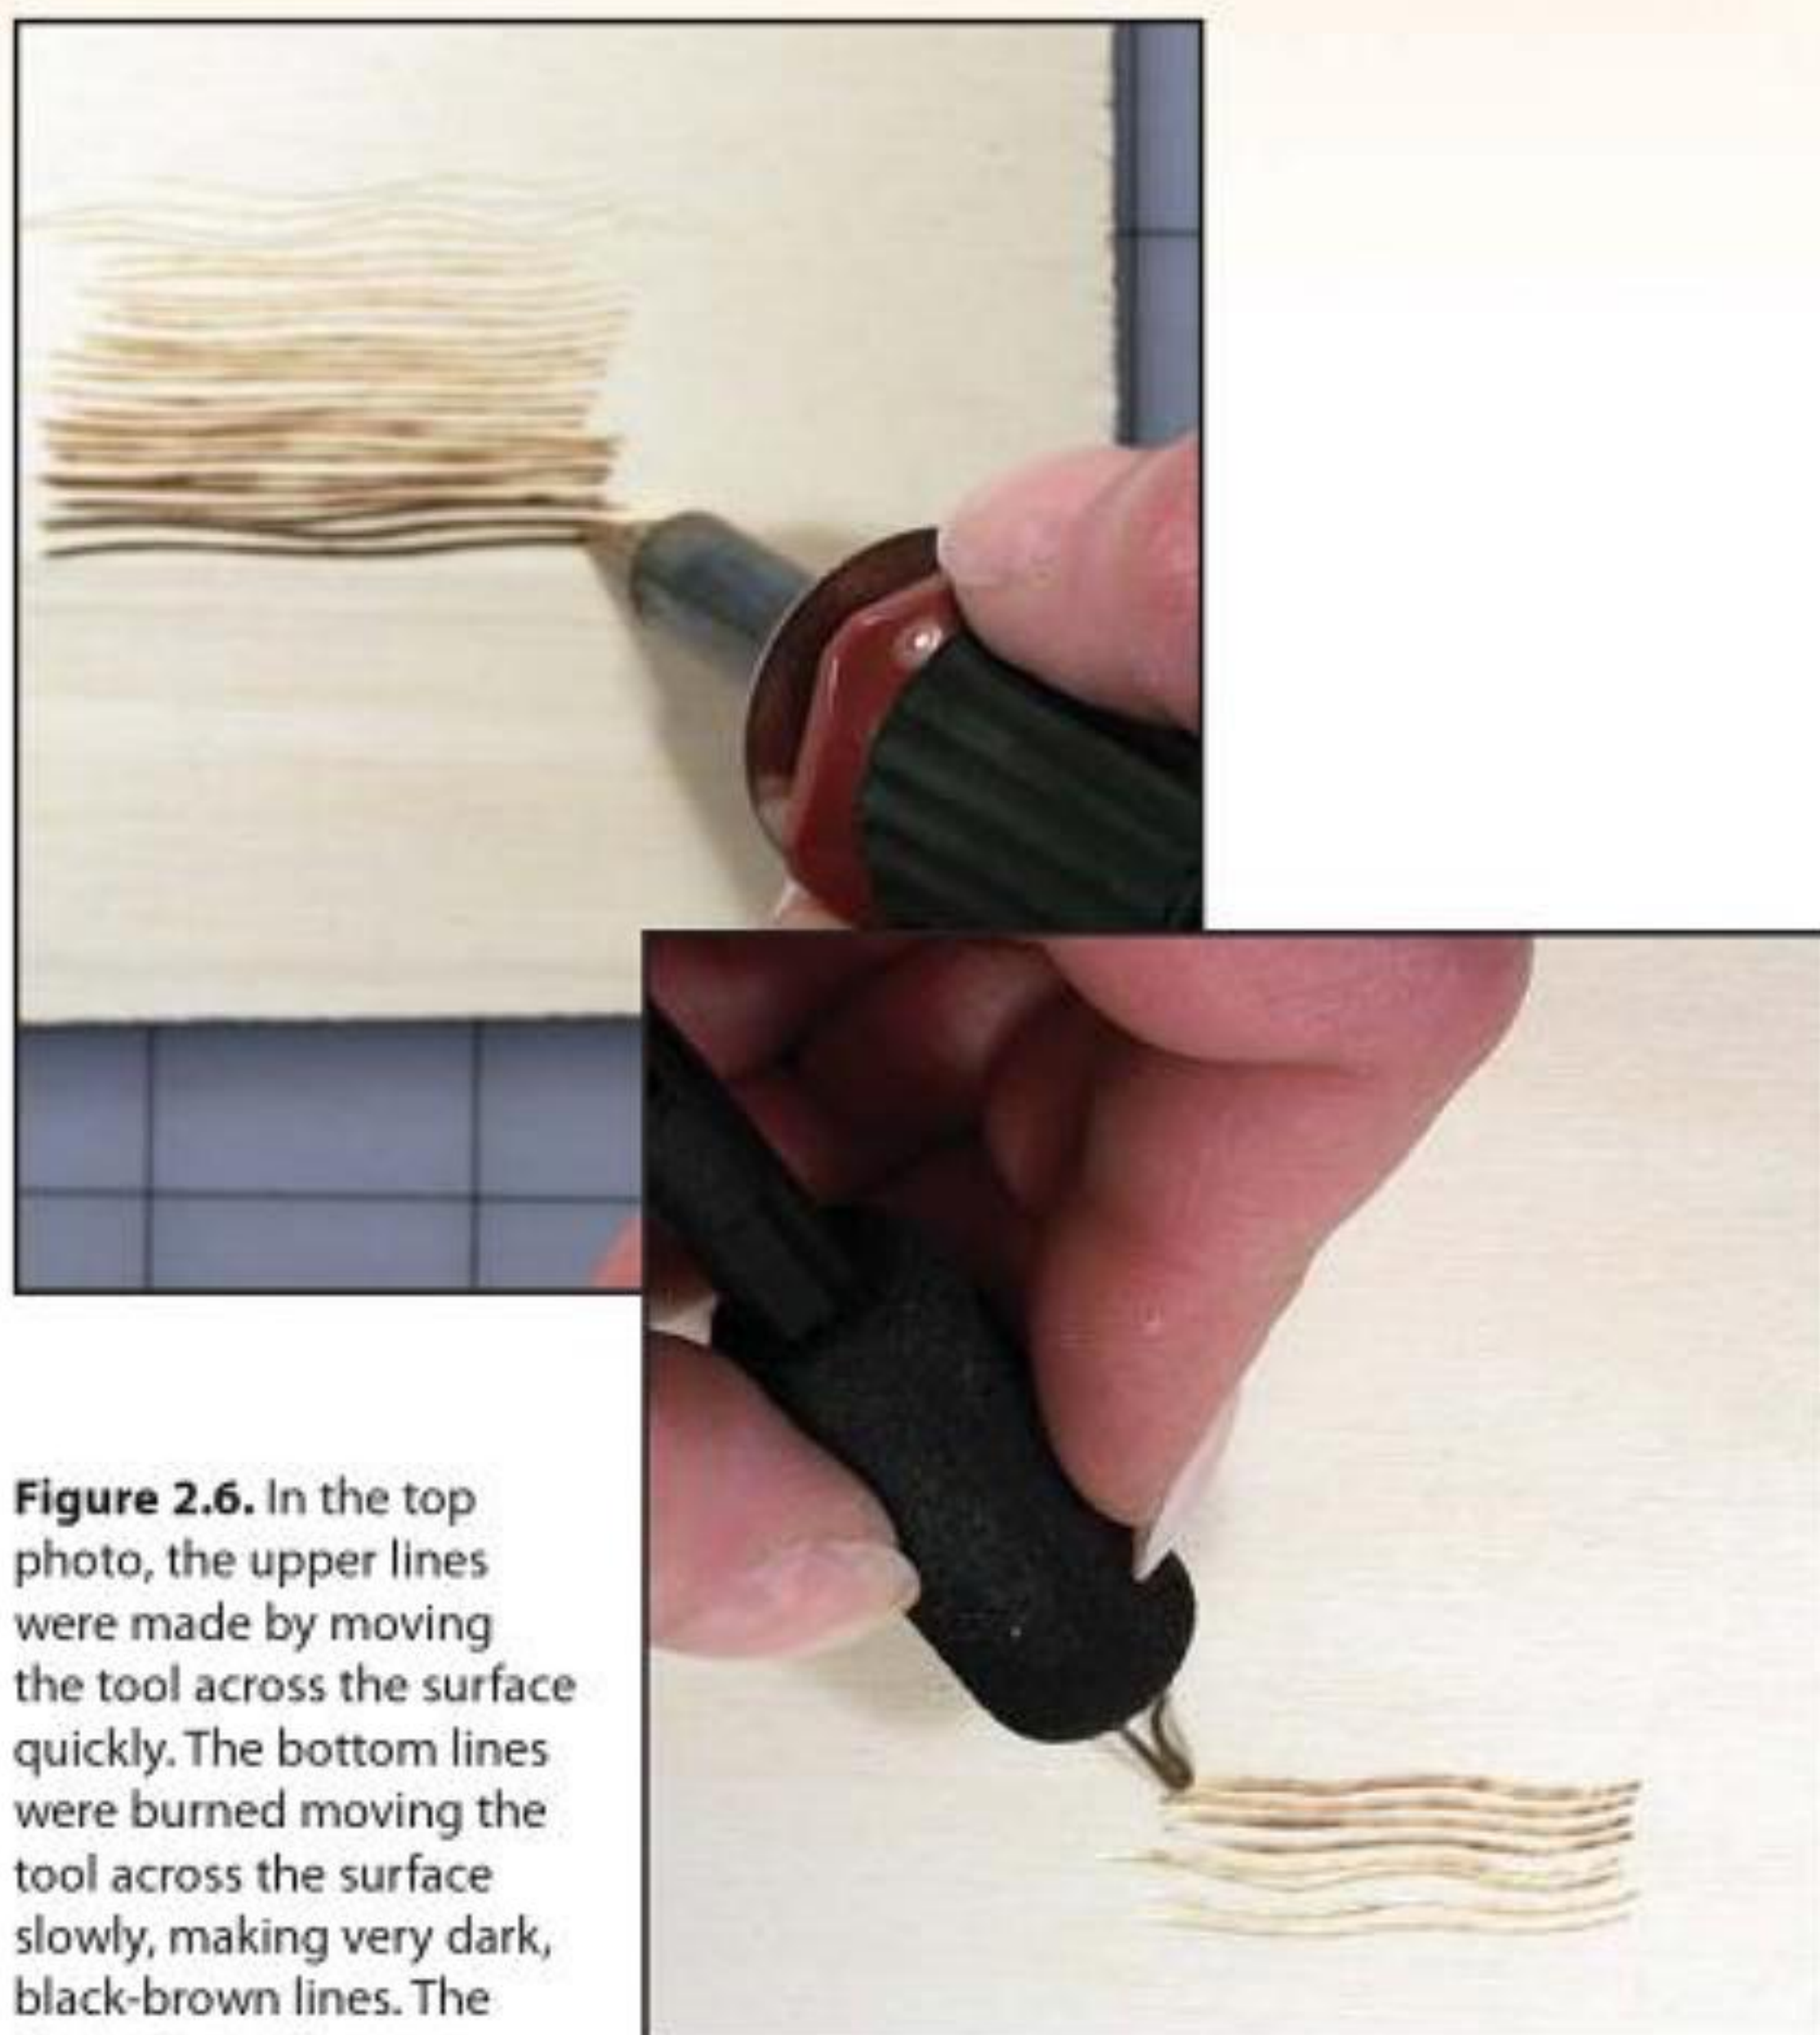 Figure 2.6. In the top
photo, the upper lines
were made by moving
the tool across the surface
quickly. The bottom lines
were burned moving the
tool across the surface
slowly, making very dark,
black-brown lines. The